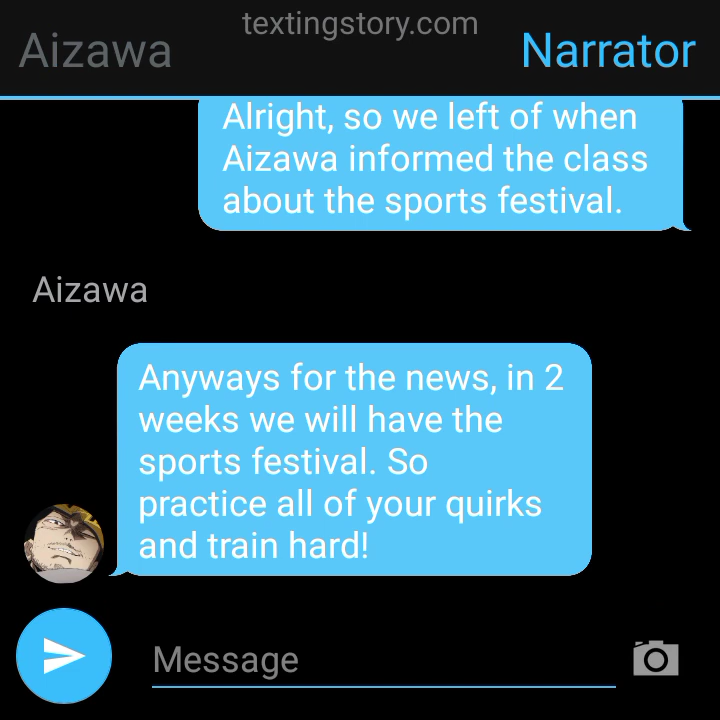 textingstory.com
Aizawa
Narrator
Alright, so we left of when
Aizawa informed the class
about the sports festival.
Aizawa
Anyways for the news, in 2
weeks we will have the
sports festival. So
practice all of your quirks
and train hard!
Message